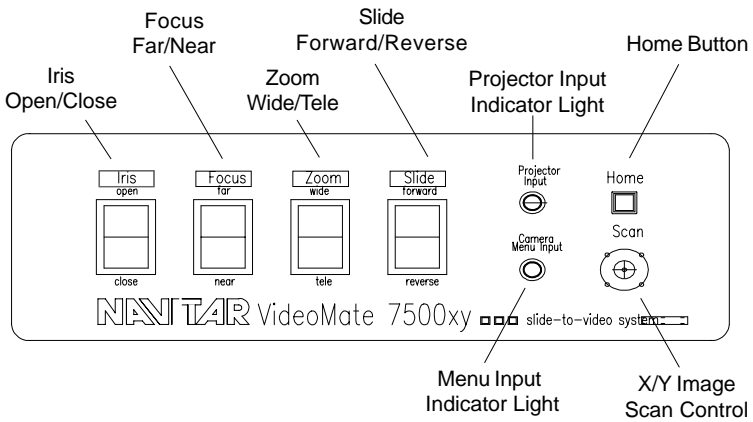 Focus
Far/Near
Slide
Forward/Reverse
Home Button
Iris
Open/Close
Zoom
Wide/Tele
Projector Input
Indicator Light
Iris
open
close
Focus
far
near
Zoom
wide
tele
Slide
forward
reverse
Projector
Input
Camera
Menu Input
Home
Scan
NAVITAR VideoMate 7500xy slide-to-video system
Menu Input
Indicator Light
X/Y Image
Scan Control